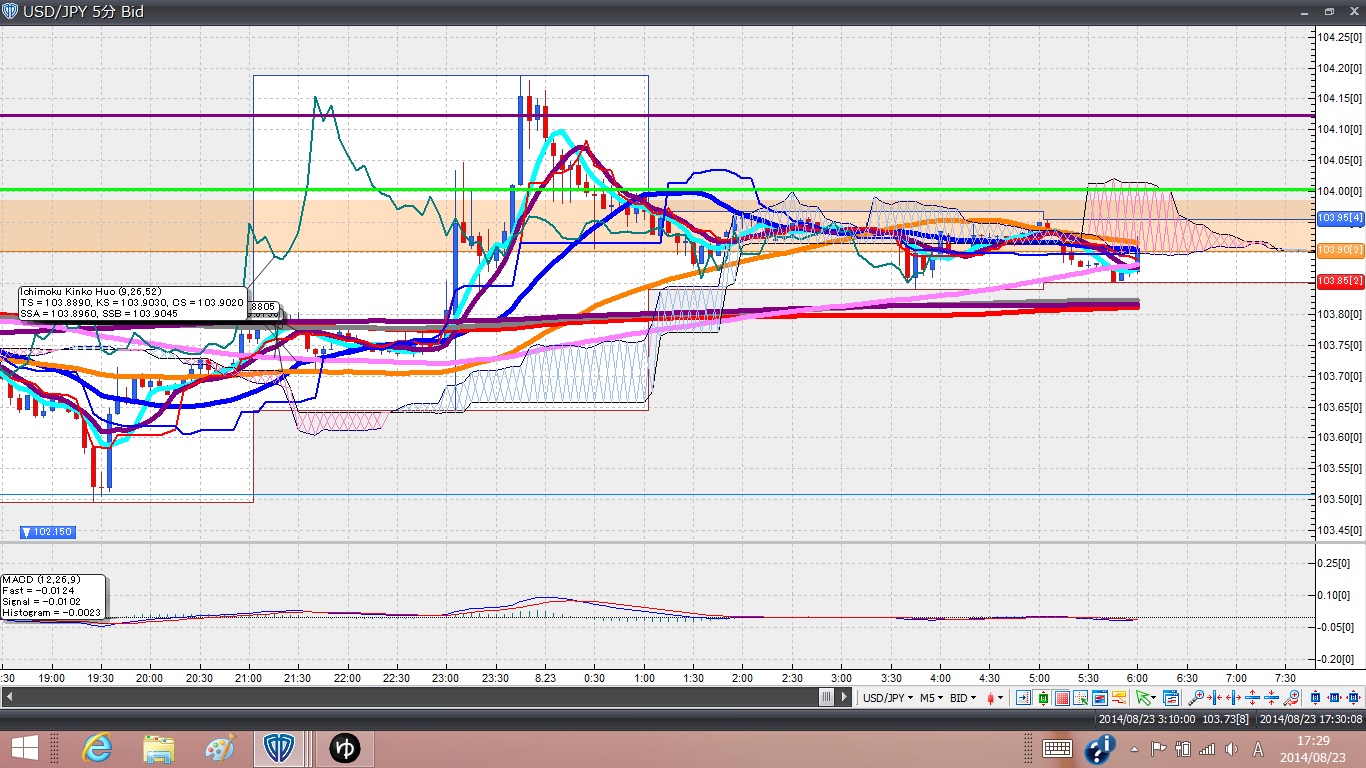 USD/JPY 5分 Bid
104.25[0]
104.20[0]
104.15[0]
104.10[0]
104.05[0]
104.00[0]
103.95[4]
103.90[2]
103.85[2]
103.80[0]
103.75[0]
103.70[0]
103.65[0]
103.60[0]
103.55[0]
103.50[0]
103.45[0]
Ichimoku Kinko Huo (9,26,52)
TS = 103.8890, KS = 103.9030, CS = 103.9020
SSA = 103.8960, SSB = 103.9045
▼ 102.150
MACD (12,26,9)
Fast = -0.0124
Signal = -0.0102
Histogram = -0.0023
0.25[0]
0.10[0]
-0.05[0]
-0.20[0]
:30 19:00 19:30 20:00 20:30 21:00 21:30 22:00 22:30 23:00 23:30 8.23 0:30 1:00 1:30 2:00 2:30 3:00 3:30 4:00 4:30 5:00 5:30 6:00 6:30 7:00 7:30
USD/JPY M5 BID
2014/08/23 3:10:00 103.73[8] 2014/08/23 17:30:08
ゆ
A
17:29
2014/08/23